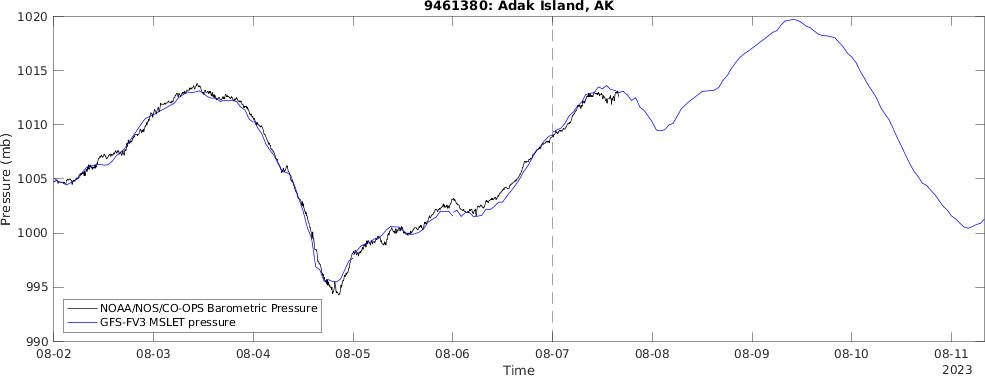 9461380: Adak Island, AK
1020
1015
1010
1005
1000
995
990
Pressure (mb)
NOAA/NOS/CO-OPS Barometric Pressure
GFS-FV3 MSLET pressure
08-02 08-03 08-04 08-05 08-06 08-07 08-08 08-09 08-10 08-11
Time
2023